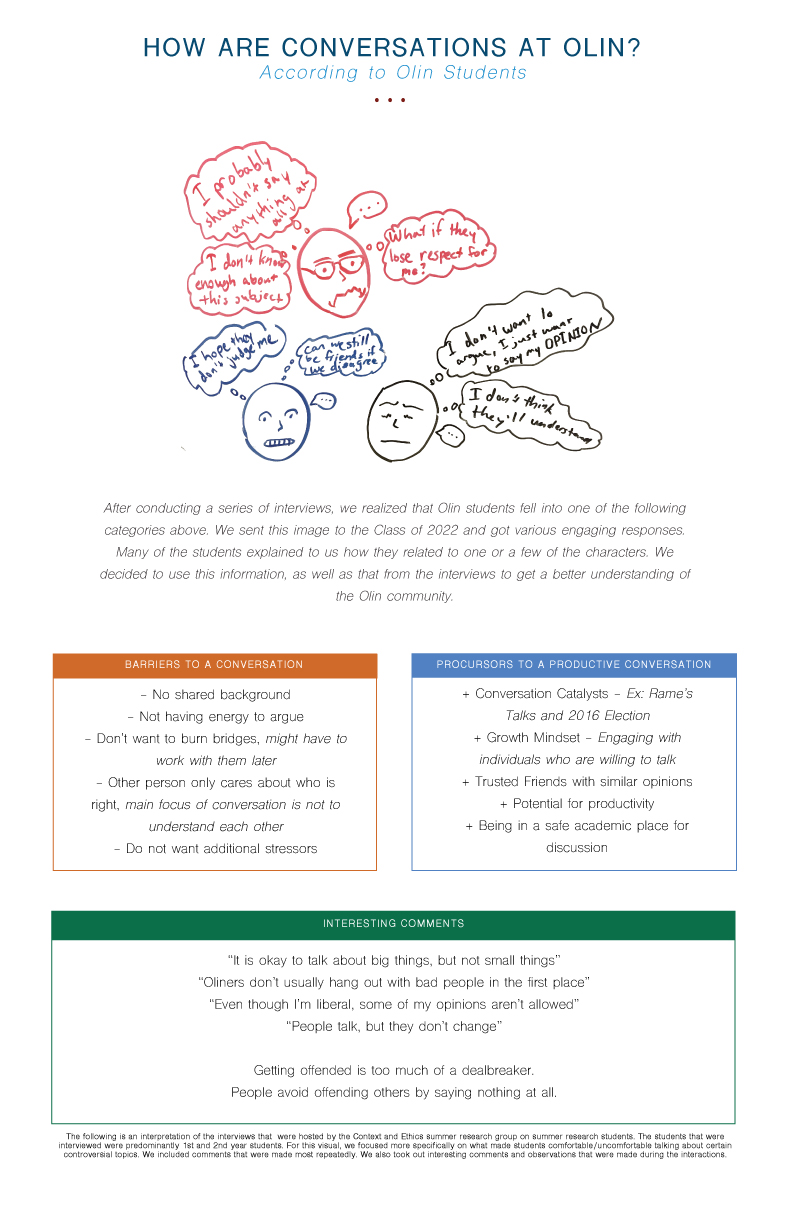 HOW ARE CONVERSATIONS AT OLIN?
According to Olin Students
• • •
I probably
shouldn't say
anything at
all
...
What if they
lose respect for
me?
I don't know
enough about
this subject
I hope they
don't judge me
can we still
be friends if
we disagree
...
I don't want to
argue, I just want
to say my OPINION
I don't think
they'll understand
...
After conducting a series of interviews, we realized that Olin students fell into one of the following
categories above. We sent this image to the Class of 2022 and got various engaging responses.
Many of the students explained to us how they related to one or a few of the characters. We
decided to use this information, as well as that from the interviews to get a better understanding of
the Olin community.
BARRIERS TO A CONVERSATION
– No shared background
– Not having energy to argue
– Don't want to burn bridges, might have to
work with them later
– Other person only cares about who is
right, main focus of conversation is not to
understand each other
– Do not want additional stressors
PROCURSORS TO A PRODUCTIVE CONVERSATION
+ Conversation Catalysts – Ex: Rame's
Talks and 2016 Election
+ Growth Mindset – Engaging with
individuals who are willing to talk
+ Trusted Friends with similar opinions
+ Potential for productivity
+ Being in a safe academic place for
discussion
INTERESTING COMMENTS
“It is okay to talk about big things, but not small things”
“Oliners don't usually hang out with bad people in the first place”
“Even though I'm liberal, some of my opinions aren't allowed”
“People talk, but they don't change”
Getting offended is too much of a dealbreaker.
People avoid offending others by saying nothing at all.
The following is an interpretation of the interviews that were hosted by the Context and Ethics summer research group on summer research students. The students that were
interviewed were predominantly 1st and 2nd year students. For this visual, we focused more specifically on what made students comfortable/uncomfortable talking about certain
controversial topics. We included comments that were made most repeatedly. We also took out interesting comments and observations that were made during the interactions.